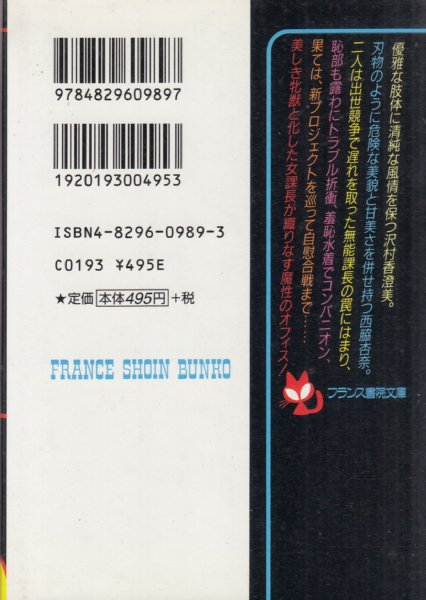 優雅な肢体に清純な風情を保つ沢村香澄美。
刃物のように危険な美貌と甘美さを併せ持つ西脇杏奈。
二人は出世競争で遅れを取った無能課長の罠にはまり、
恥部も露わにトラブル折衝、羞恥水着でコンパニオン、
果ては、新プロジェクトを巡って自慰合戦まで……
美しき牝獣と化した女課長が織りなす魔性のオフィス！
フランス書院文庫
9784829609897
1920193004953
ISBN4-8296-0989-3
C0193 ¥495E
★定価 本体495円 +税
FRANCE SHOIN BUNKO